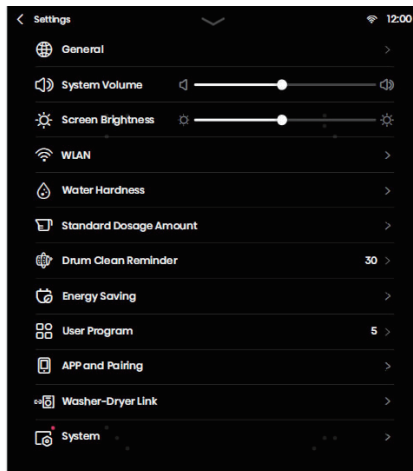 Settings 12:00
General
System Volume
Screen Brightness
WLAN
Water Hardness
Standard Dosage Amount
Drum Clean Reminder 30
Energy Saving
User Program 5
APP and Pairing
Washer-Dryer Link
System